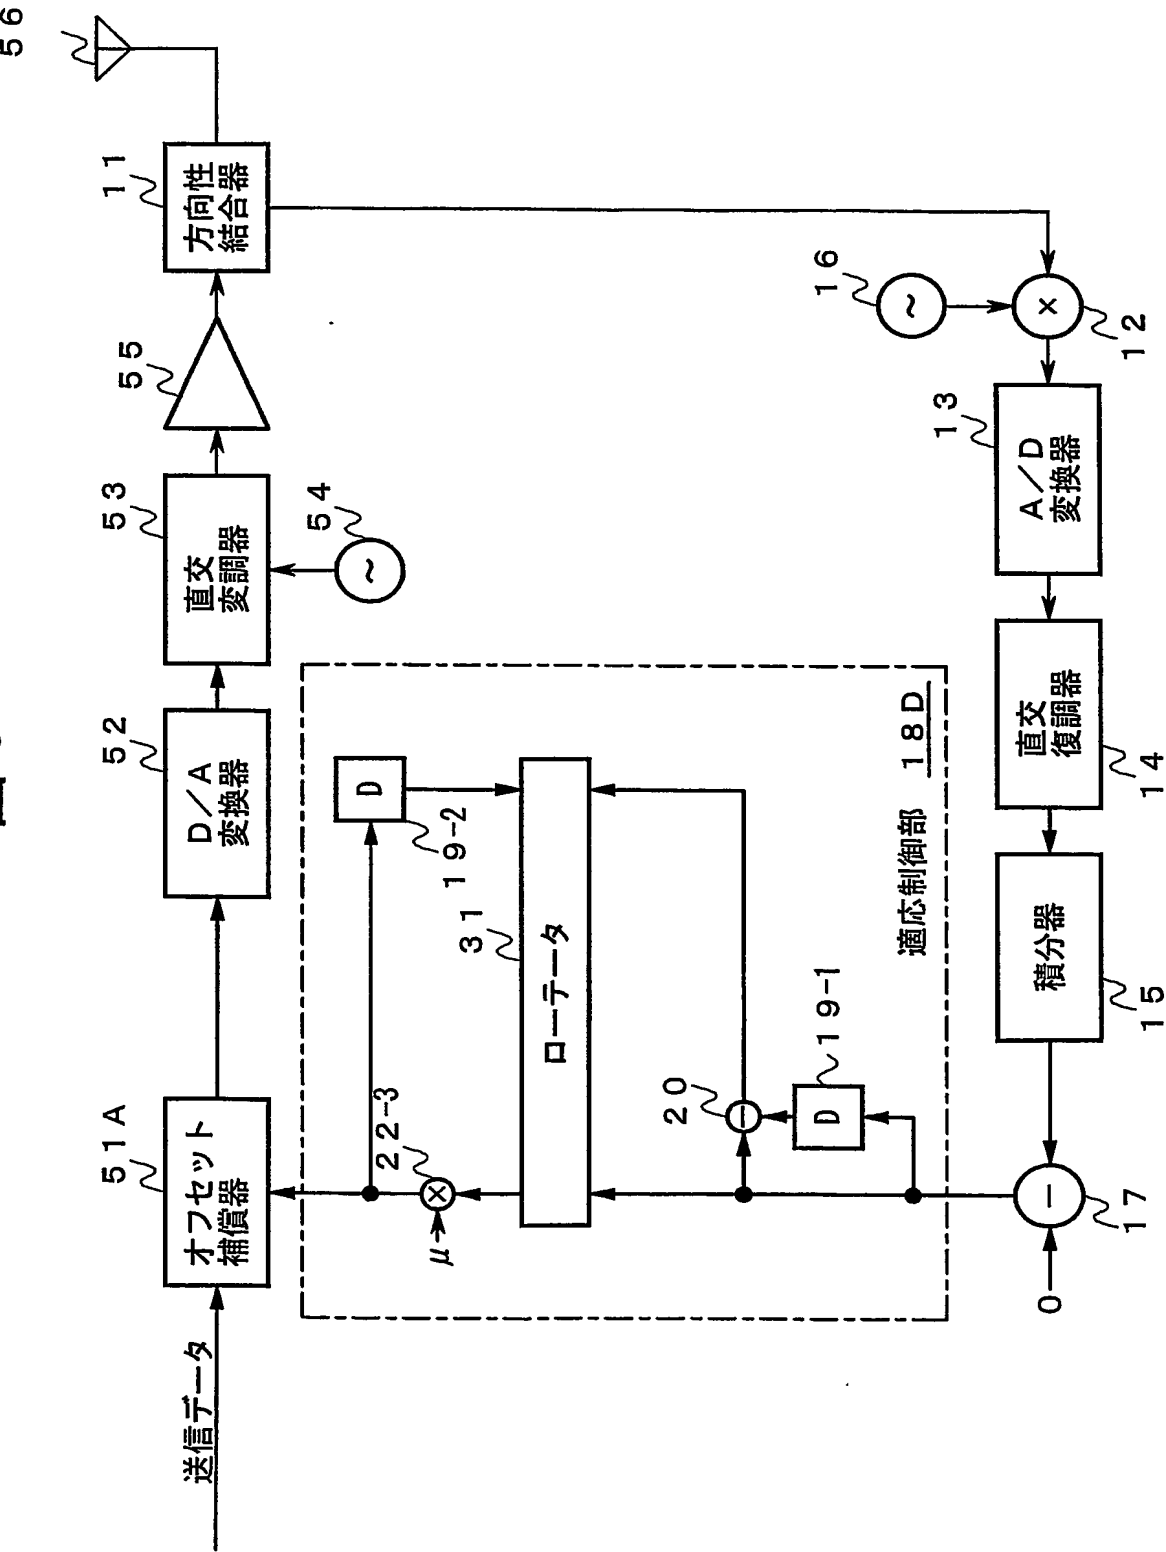 送信データ
51A
オフセット
補償器
52
D/A
変換器
53
直交
変調器
54
~
55
11
方向性
結合器
56
μ
22-3
×
D
19-2
31
ローテータ
20
−
D
19-1
適応制御部
18D
16
~
×
12
13
A/D
変換器
直交
復調器
14
積分器
15
0
−
17